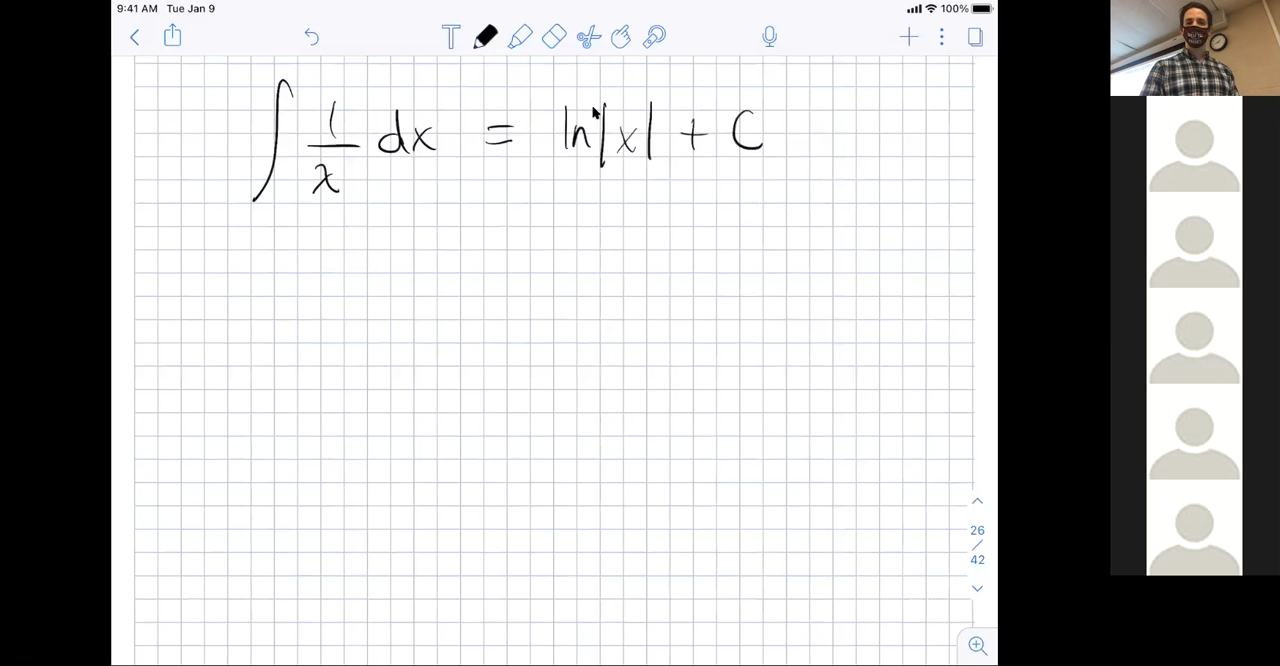 9:41 AM Tue Jan 9 100%
T
∫ 1/x dx = ln|x| + C
26
/
42